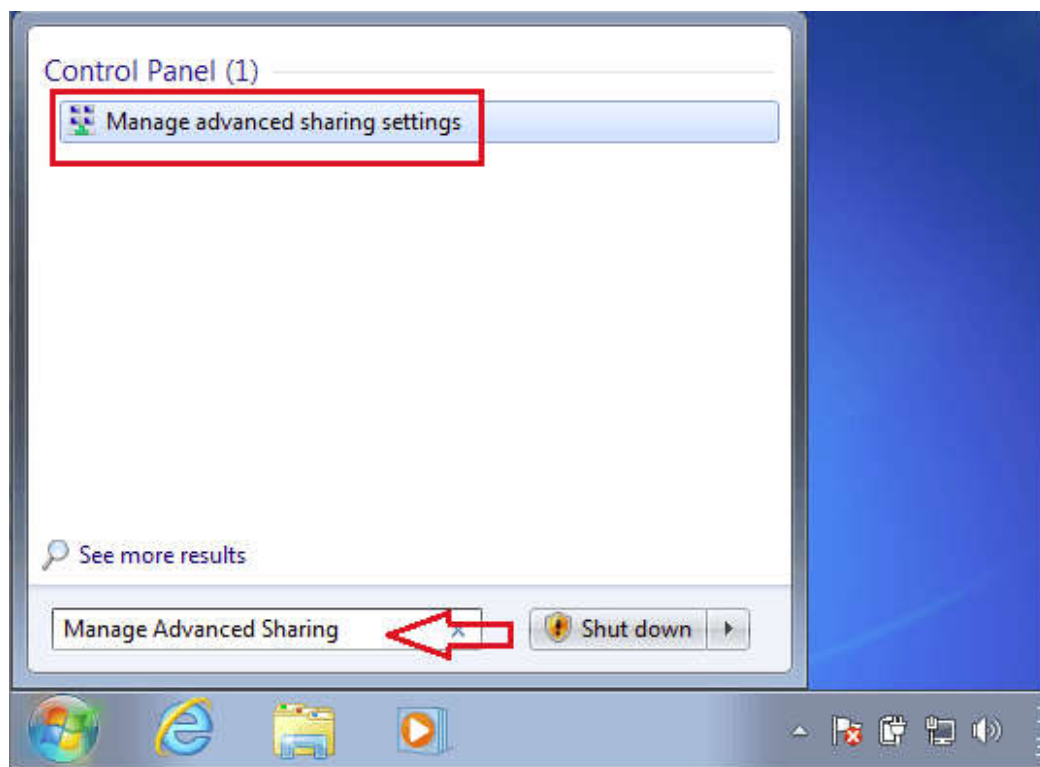 Control Panel (1)
Manage advanced sharing settings
See more results
Manage Advanced Sharing
Shut down